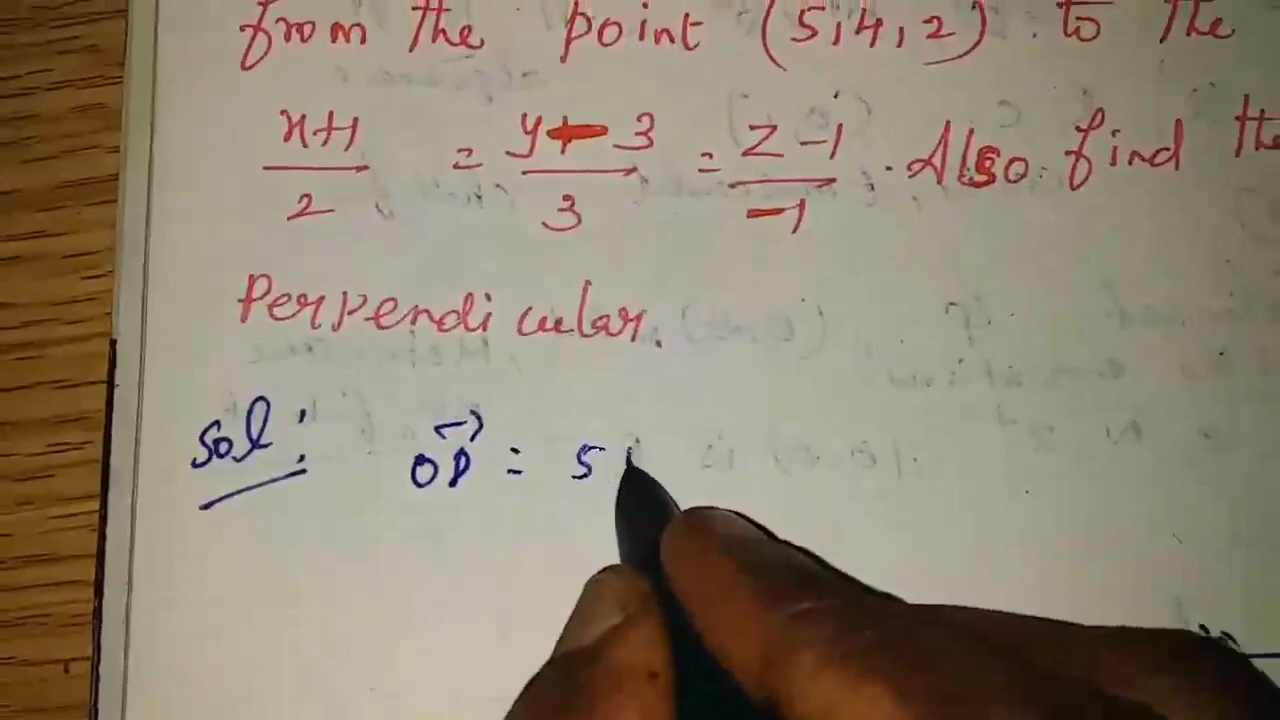 from the point (5,4,2) to the
x+1/2 = y-3/3 = z-1/-1 . Also find the
Perpendicular.
Sol: OP = 5